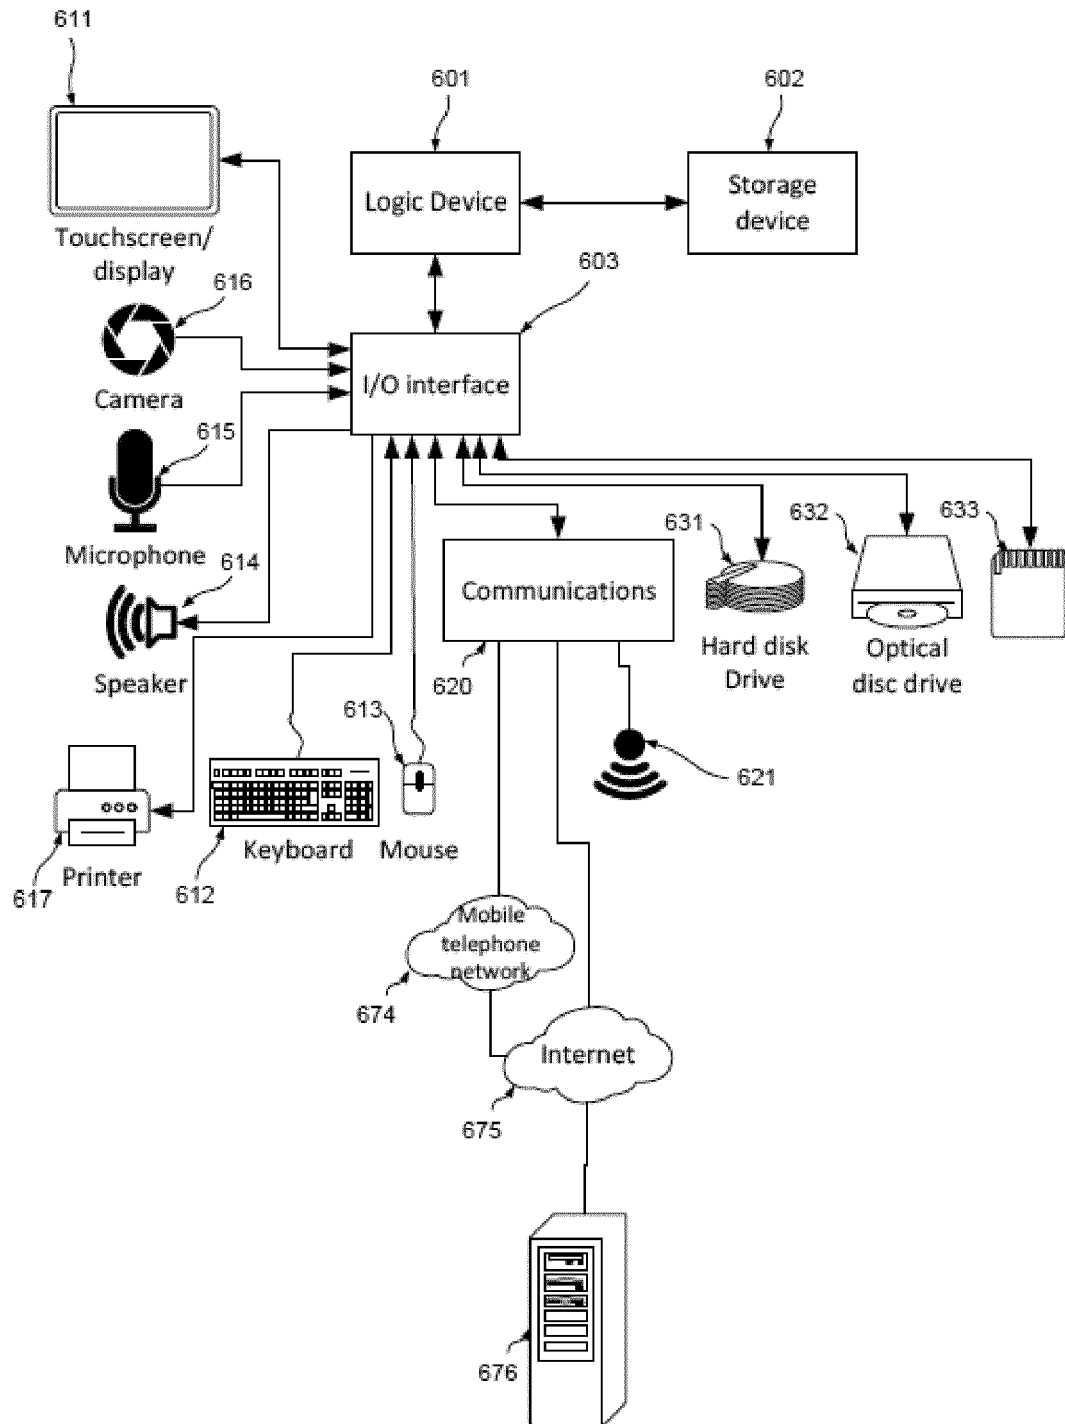 611
601
602
Logic Device
Storage
device
Touchscreen/
display
603
616
I/O interface
Camera
615
Microphone
631
632
633
614
Communications
Hard disk
Drive
Optical
disc drive
Speaker
620
613
621
Keyboard
Mouse
Printer
617
612
Mobile
telephone
network
674
Internet
675
676